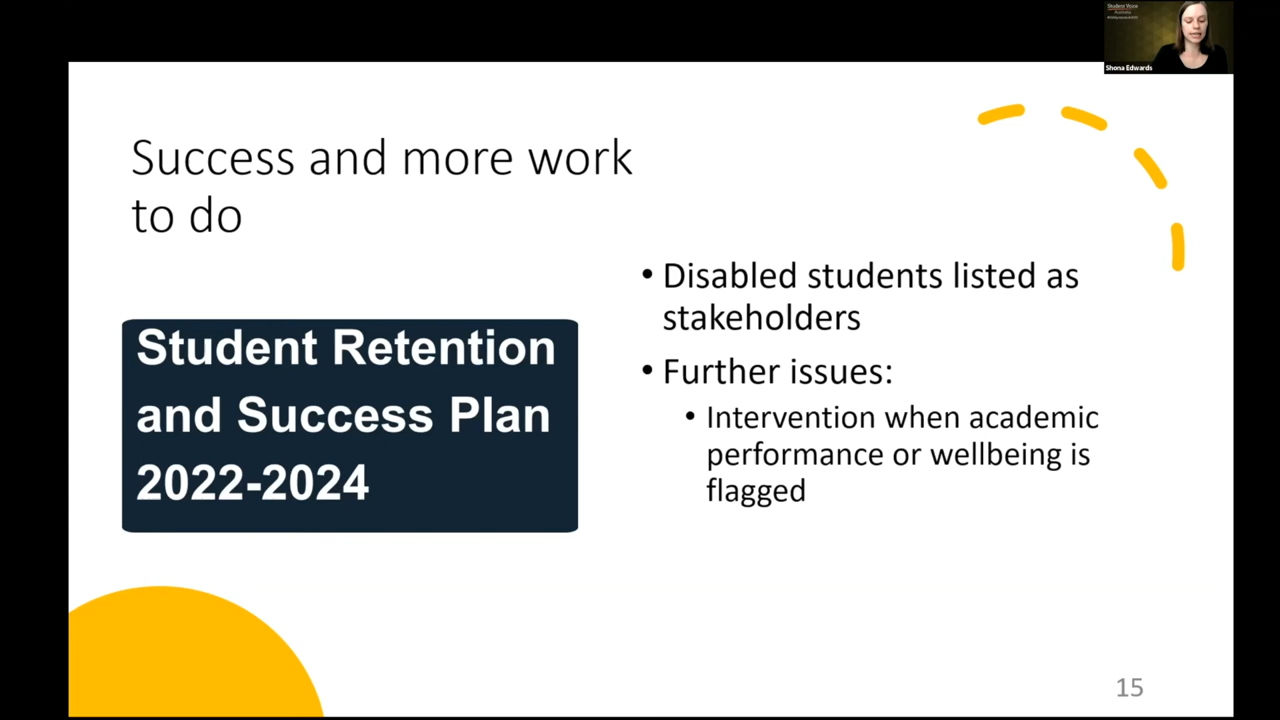 Student Voice
Australia
Shona Edwards
Success and more work
to do
Student Retention
and Success Plan
2022-2024
• Disabled students listed as
stakeholders
• Further issues:
• Intervention when academic
performance or wellbeing is
flagged
15